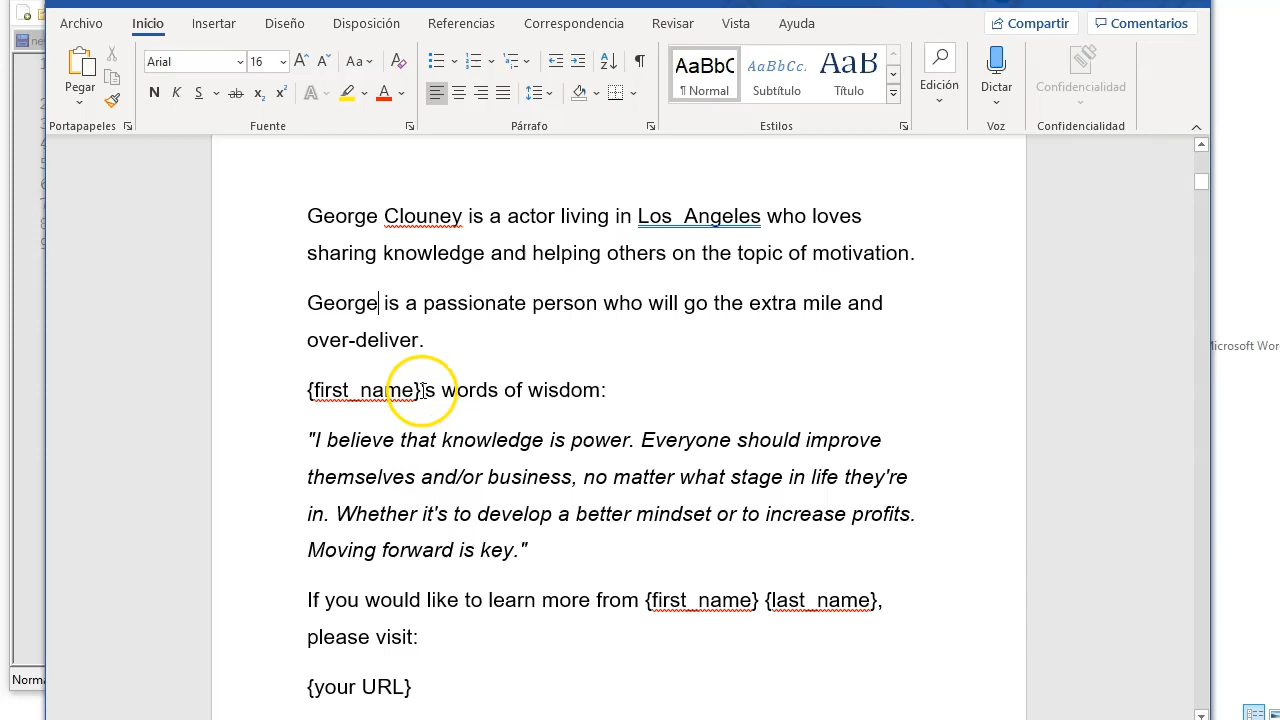 Archivo Inicio Insertar Diseño Disposición Referencias Correspondencia Revisar Vista Ayuda Compartir Comentarios
Arial 16 Aa AaBbC AaBbCc. AaB
Pegar N K S ab x₂ x² A A A ¶ Normal Subtítulo Título Edición Dictar Confidencialidad
Portapapeles Fuente Párrafo Estilos Voz Confidencialidad
George Clouney is a actor living in Los Angeles who loves
sharing knowledge and helping others on the topic of motivation.
George is a passionate person who will go the extra mile and
over-deliver.
{first_name}'s words of wisdom:
"I believe that knowledge is power. Everyone should improve
themselves and/or business, no matter what stage in life they're
in. Whether it's to develop a better mindset or to increase profits.
Moving forward is key."
If you would like to learn more from {first_name} {last_name},
please visit:
{your URL}
Microsoft Wor
Norma